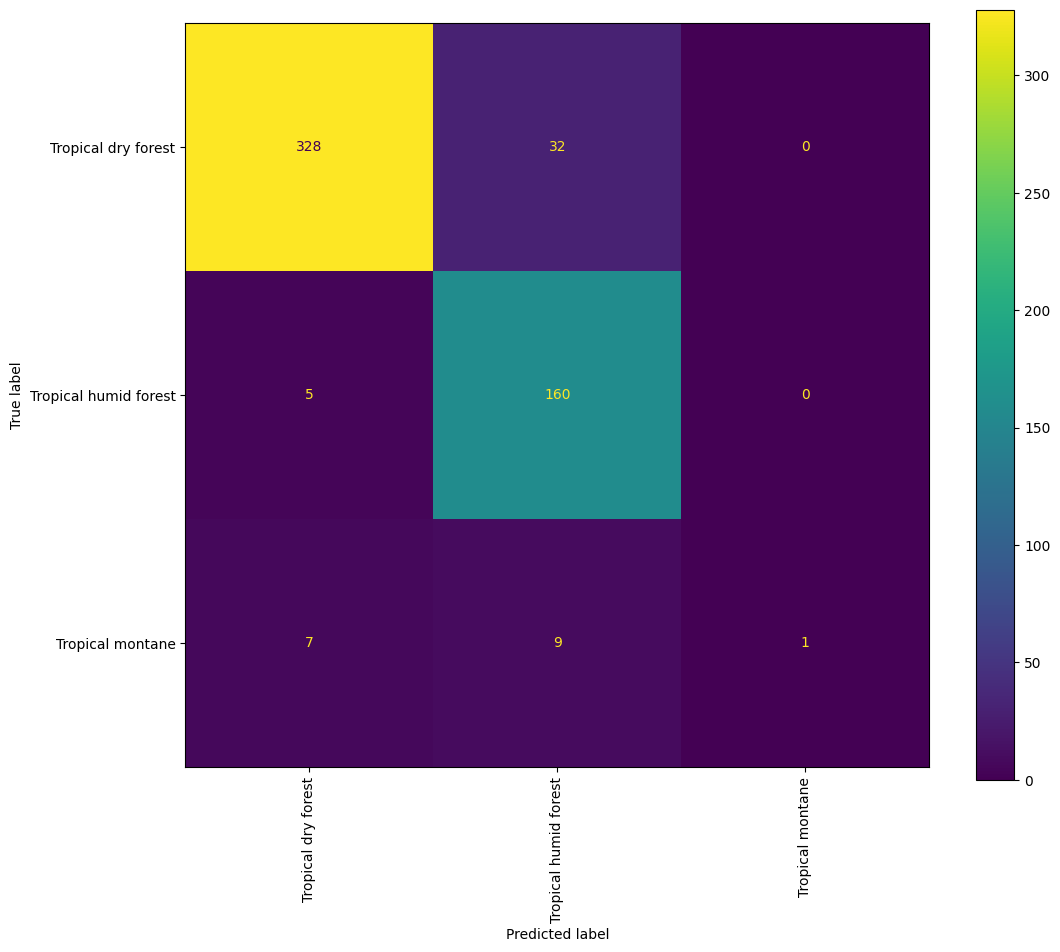 Tropical dry forest
Tropical humid forest
Tropical montane
True label
328 32 0
5 160 0
7 9 1
Tropical dry forest
Tropical humid forest
Tropical montane
Predicted label
300
250
200
150
100
50
0